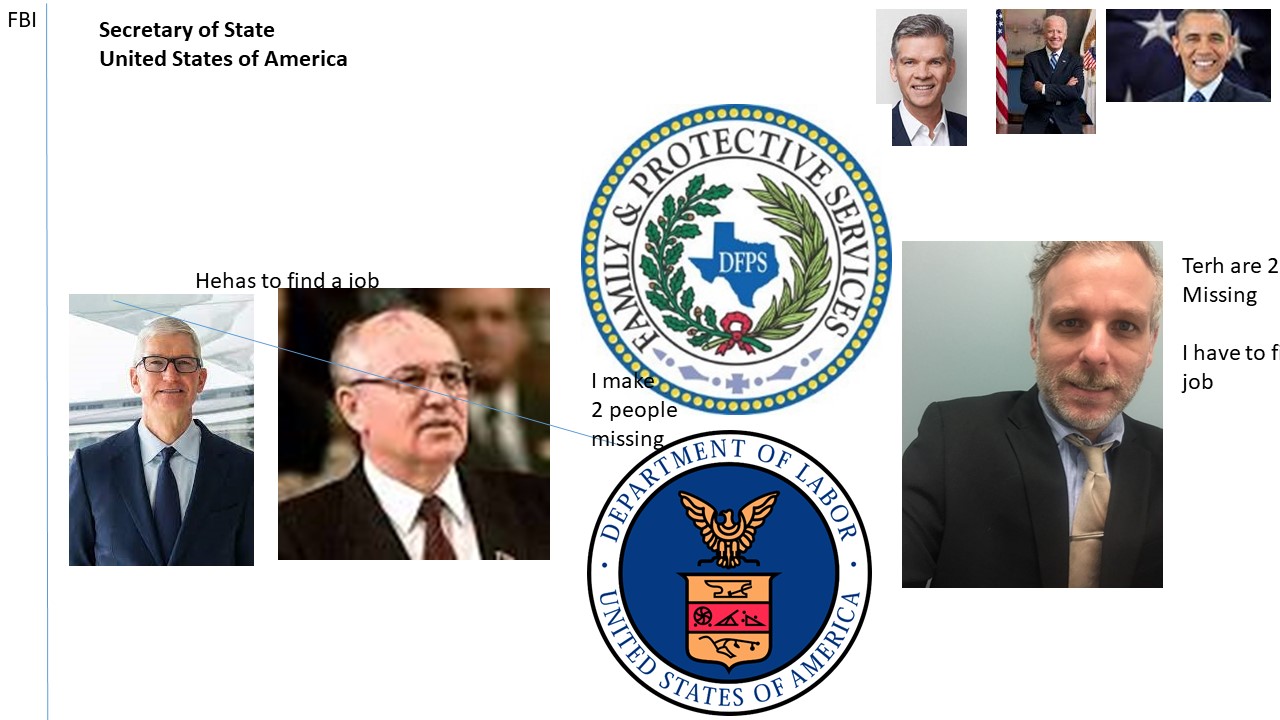 FBI
Secretary of State
United States of America
FAMILY & PROTECTIVE SERVICES
DFPS
Hehas to find a job
Terh are 2
Missing
I have to fi
job
I make
2 people
missing
DEPARTMENT OF LABOR
UNITED STATES OF AMERICA